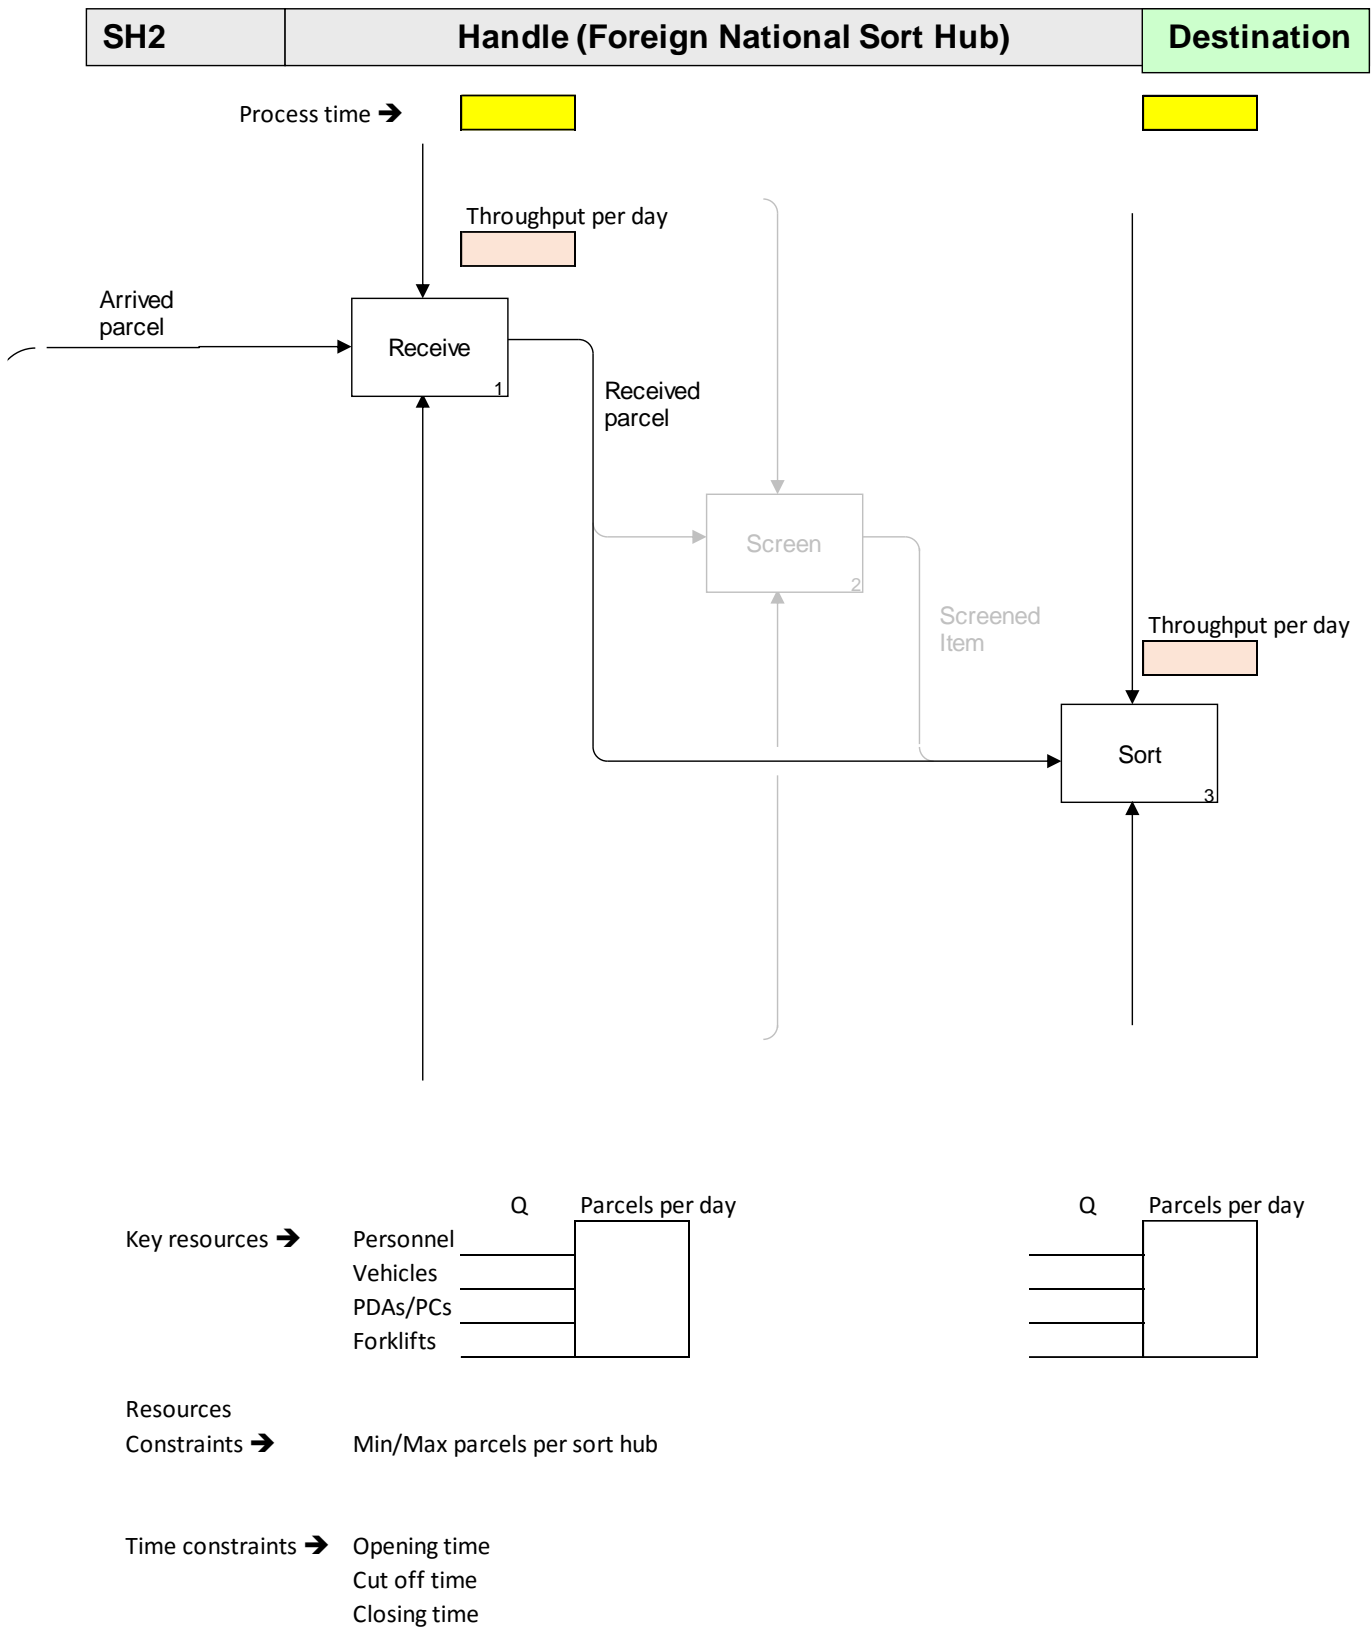 SH2
Handle (Foreign National Sort Hub)
Destination
Process time ➔
Throughput per day
Arrived
parcel
Receive
1
Received
parcel
Screen
2
Screened
Item
Throughput per day
Sort
3
Q Parcels per day
Q Parcels per day
Key resources ➔ Personnel
Vehicles
PDAs/PCs
Forklifts
Resources
Constraints ➔ Min/Max parcels per sort hub
Time constraints ➔ Opening time
Cut off time
Closing time